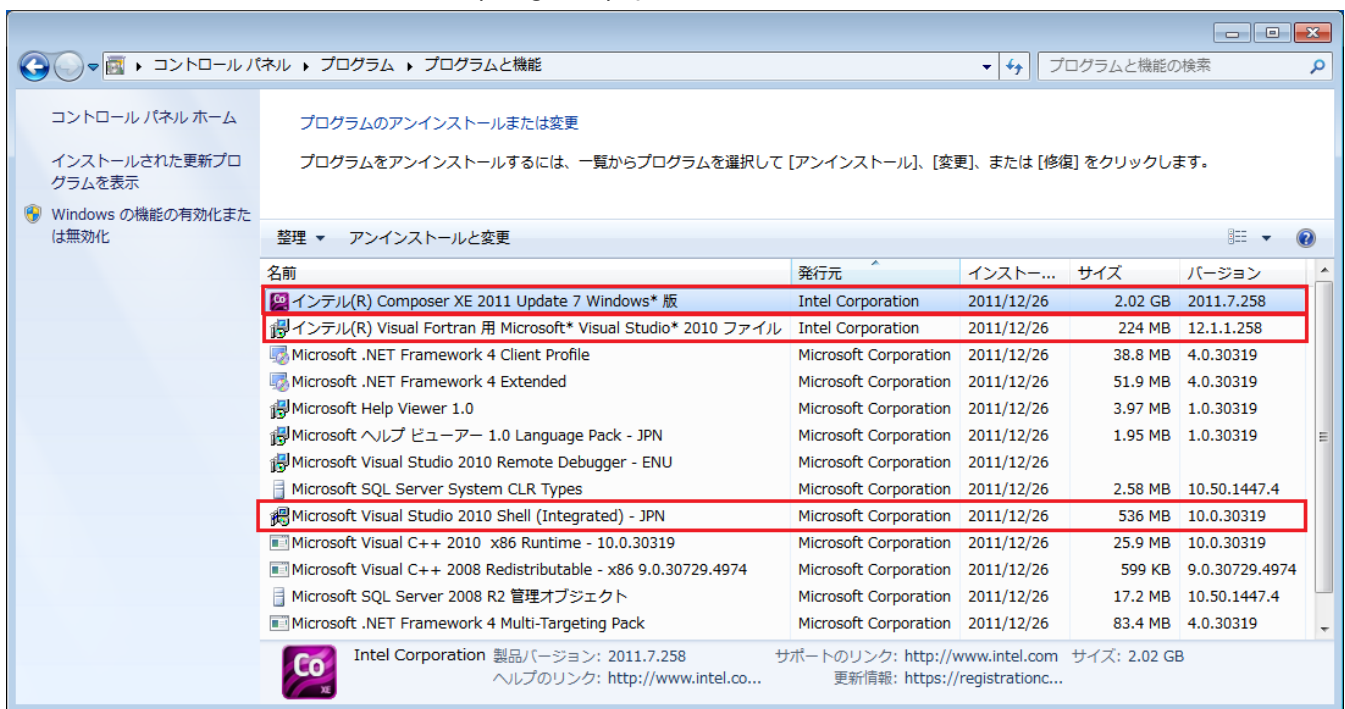 コントロール パネル ▸ プログラム ▸ プログラムと機能
プログラムと機能の検索
コントロール パネル ホーム
インストールされた更新プロ
グラムを表示
Windows の機能の有効化また
は無効化
プログラムのアンインストールまたは変更
プログラムをアンインストールするには、一覧からプログラムを選択して [アンインストール]、[変更]、または [修復] をクリックします。
整理 アンインストールと変更
名前 発行元 インストー... サイズ バージョン
インテル(R) Composer XE 2011 Update 7 Windows* 版 Intel Corporation 2011/12/26 2.02 GB 2011.7.258
インテル(R) Visual Fortran 用 Microsoft* Visual Studio* 2010 ファイル Intel Corporation 2011/12/26 224 MB 12.1.1.258
Microsoft .NET Framework 4 Client Profile Microsoft Corporation 2011/12/26 38.8 MB 4.0.30319
Microsoft .NET Framework 4 Extended Microsoft Corporation 2011/12/26 51.9 MB 4.0.30319
Microsoft Help Viewer 1.0 Microsoft Corporation 2011/12/26 3.97 MB 1.0.30319
Microsoft ヘルプ ビューアー 1.0 Language Pack - JPN Microsoft Corporation 2011/12/26 1.95 MB 1.0.30319
Microsoft Visual Studio 2010 Remote Debugger - ENU Microsoft Corporation 2011/12/26
Microsoft SQL Server System CLR Types Microsoft Corporation 2011/12/26 2.58 MB 10.50.1447.4
Microsoft Visual Studio 2010 Shell (Integrated) - JPN Microsoft Corporation 2011/12/26 536 MB 10.0.30319
Microsoft Visual C++ 2010 x86 Runtime - 10.0.30319 Microsoft Corporation 2011/12/26 25.9 MB 10.0.30319
Microsoft Visual C++ 2008 Redistributable - x86 9.0.30729.4974 Microsoft Corporation 2011/12/26 599 KB 9.0.30729.4974
Microsoft SQL Server 2008 R2 管理オブジェクト Microsoft Corporation 2011/12/26 17.2 MB 10.50.1447.4
Microsoft .NET Framework 4 Multi-Targeting Pack Microsoft Corporation 2011/12/26 83.4 MB 4.0.30319
Co XE
Intel Corporation 製品バージョン: 2011.7.258 サポートのリンク: http://www.intel.com サイズ: 2.02 GB
ヘルプのリンク: http://www.intel.co... 更新情報: https://registrationc...